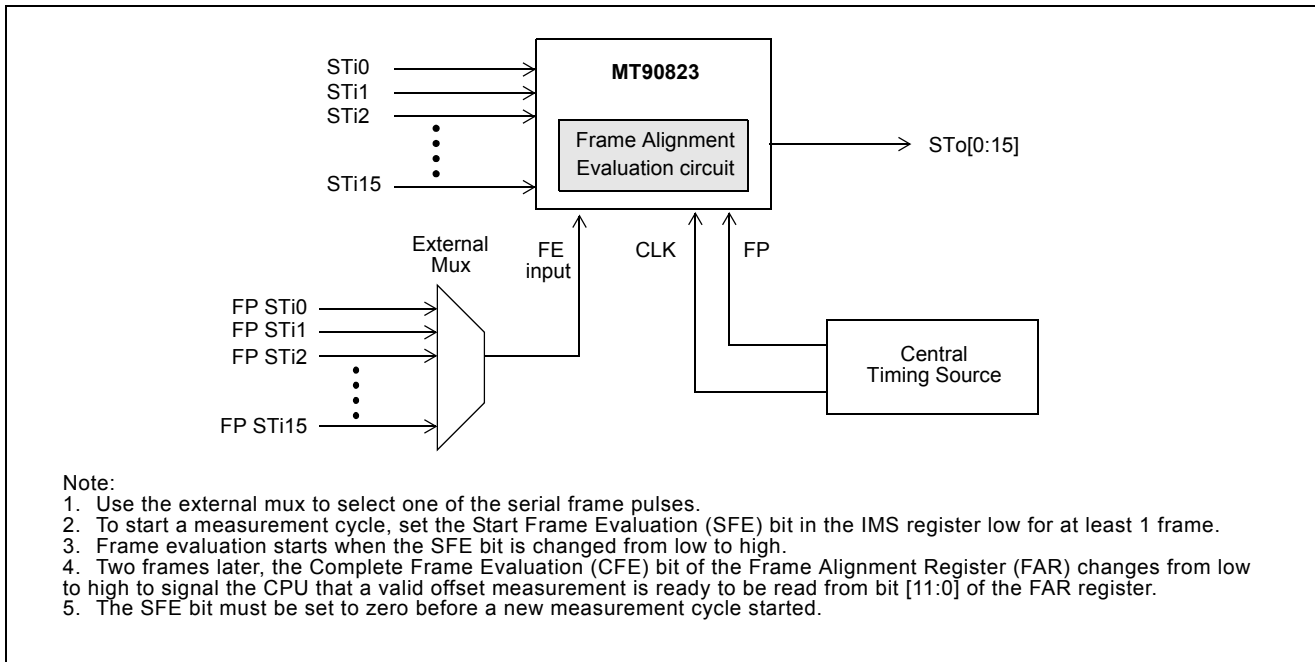 STi0
STi1
STi2
STi15
MT90823
Frame Alignment
Evaluation circuit
STo[0:15]
External
Mux
FE
input
CLK
FP
FP STi0
FP STi1
FP STi2
FP STi15
Central
Timing Source
Note:
1. Use the external mux to select one of the serial frame pulses.
2. To start a measurement cycle, set the Start Frame Evaluation (SFE) bit in the IMS register low for at least 1 frame.
3. Frame evaluation starts when the SFE bit is changed from low to high.
4. Two frames later, the Complete Frame Evaluation (CFE) bit of the Frame Alignment Register (FAR) changes from low
to high to signal the CPU that a valid offset measurement is ready to be read from bit [11:0] of the FAR register.
5. The SFE bit must be set to zero before a new measurement cycle started.